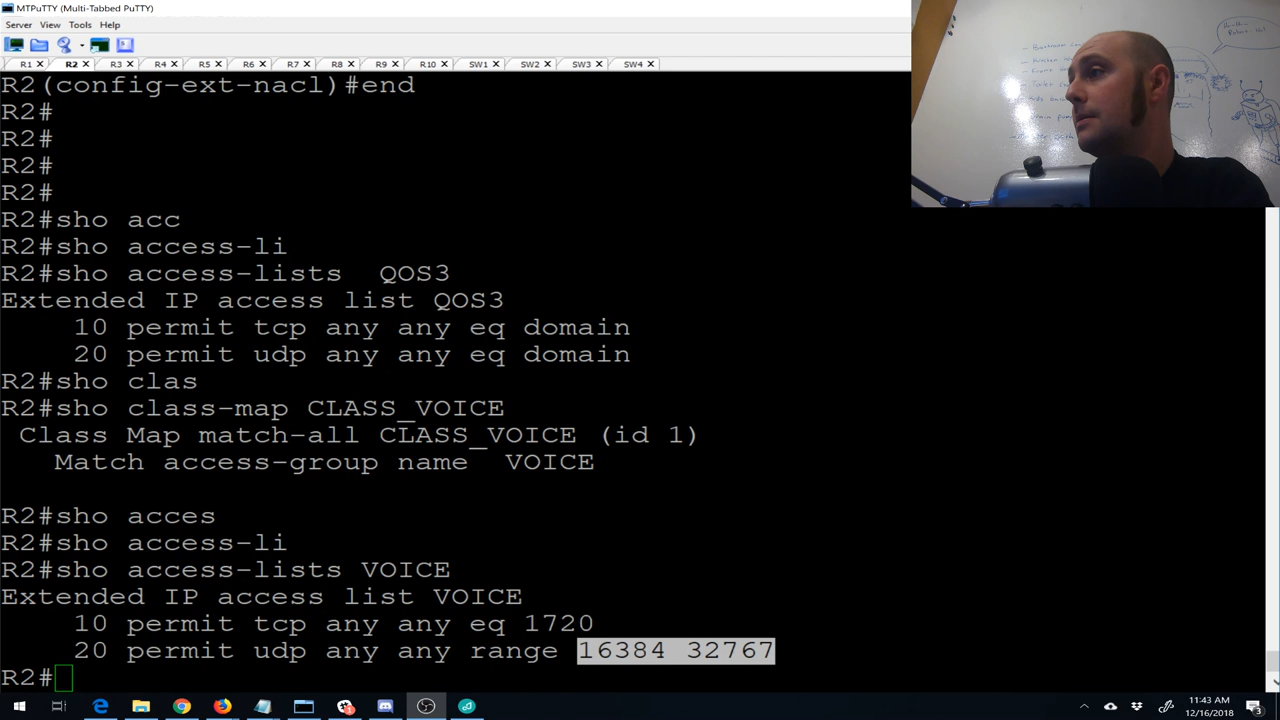 MTPuTTY (Multi-Tabbed PuTTY)
Server View Tools Help
R1 R2 R3 R4 R5 R6 R7 R8 R9 R10 SW1 SW2 SW3 SW4
R2(config-ext-nacl)#end
R2#
R2#
R2#
R2#
R2#sho acc
R2#sho access-li
R2#sho access-lists  QOS3
Extended IP access list QOS3
    10 permit tcp any any eq domain
    20 permit udp any any eq domain
R2#sho clas
R2#sho class-map CLASS_VOICE
 Class Map match-all CLASS_VOICE (id 1)
   Match access-group name  VOICE
R2#sho acces
R2#sho access-li
R2#sho access-lists VOICE
Extended IP access list VOICE
    10 permit tcp any any eq 1720
    20 permit udp any any range 16384 32767
R2#
11:43 AM
12/16/2018
3